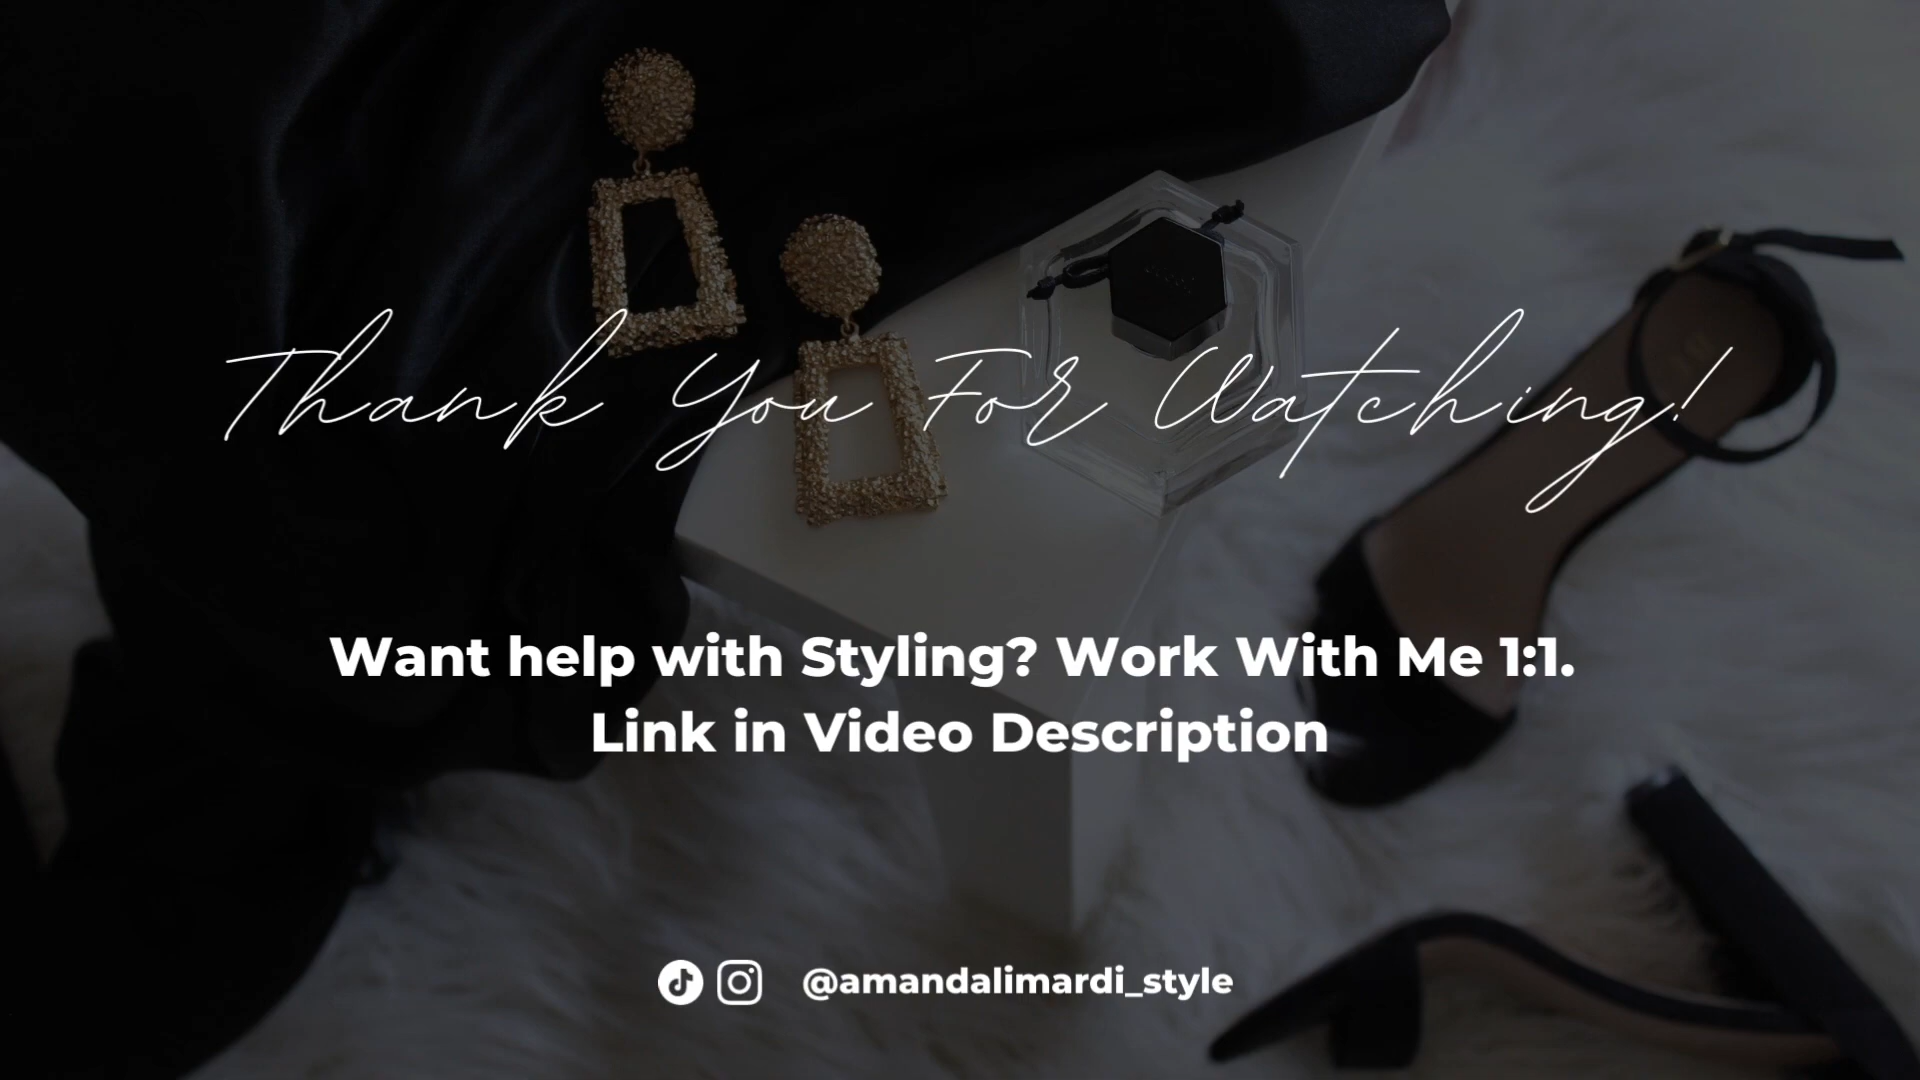 Thank You For Watching!
Want help with Styling? Work With Me 1:1.
Link in Video Description
@amandalimardi_style